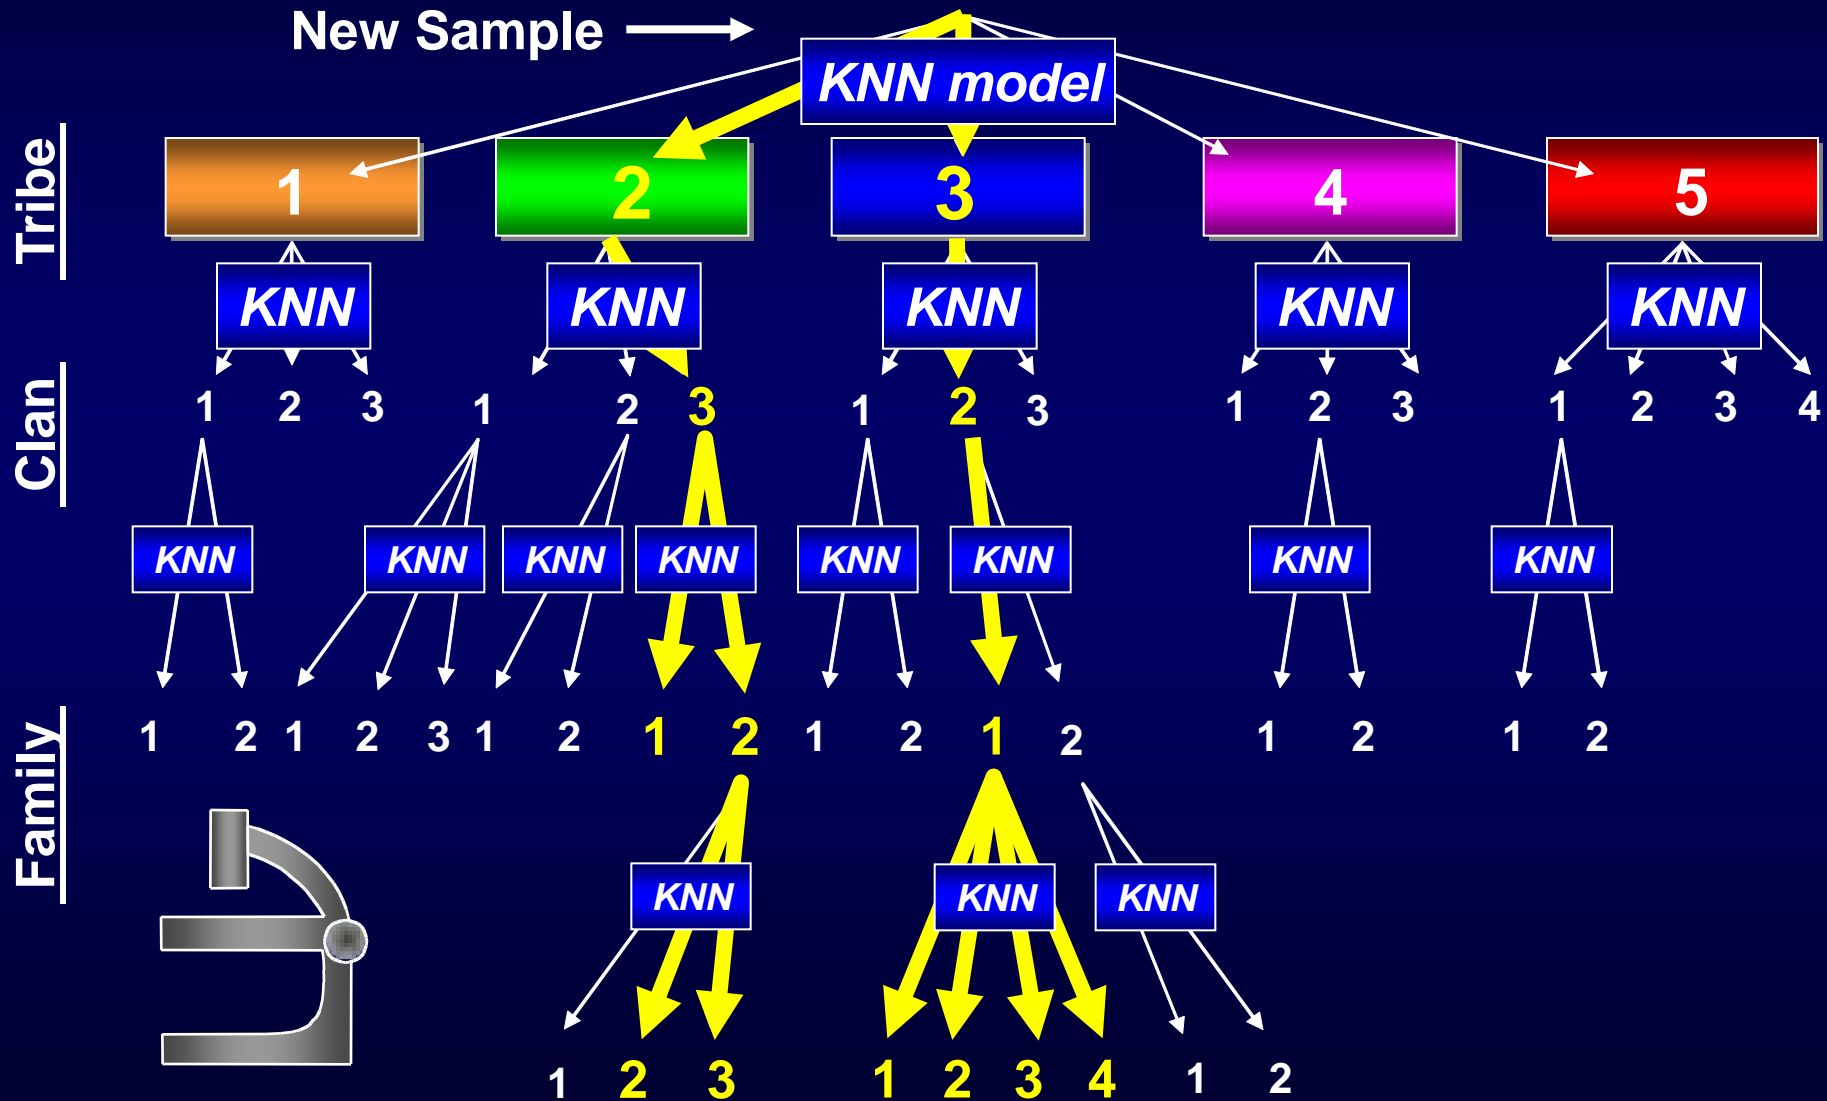 New Sample
KNN model
Tribe
1 2 3 4 5
KNN KNN KNN KNN KNN
Clan
1 2 3 1 2 3 1 2 3 1 2 3 1 2 3 4
KNN KNN KNN KNN KNN KNN KNN KNN
Family
1 2 1 2 3 1 2 1 2 1 2 1 2 1 2 1 2
KNN KNN KNN
1 2 3 1 2 3 4 1 2